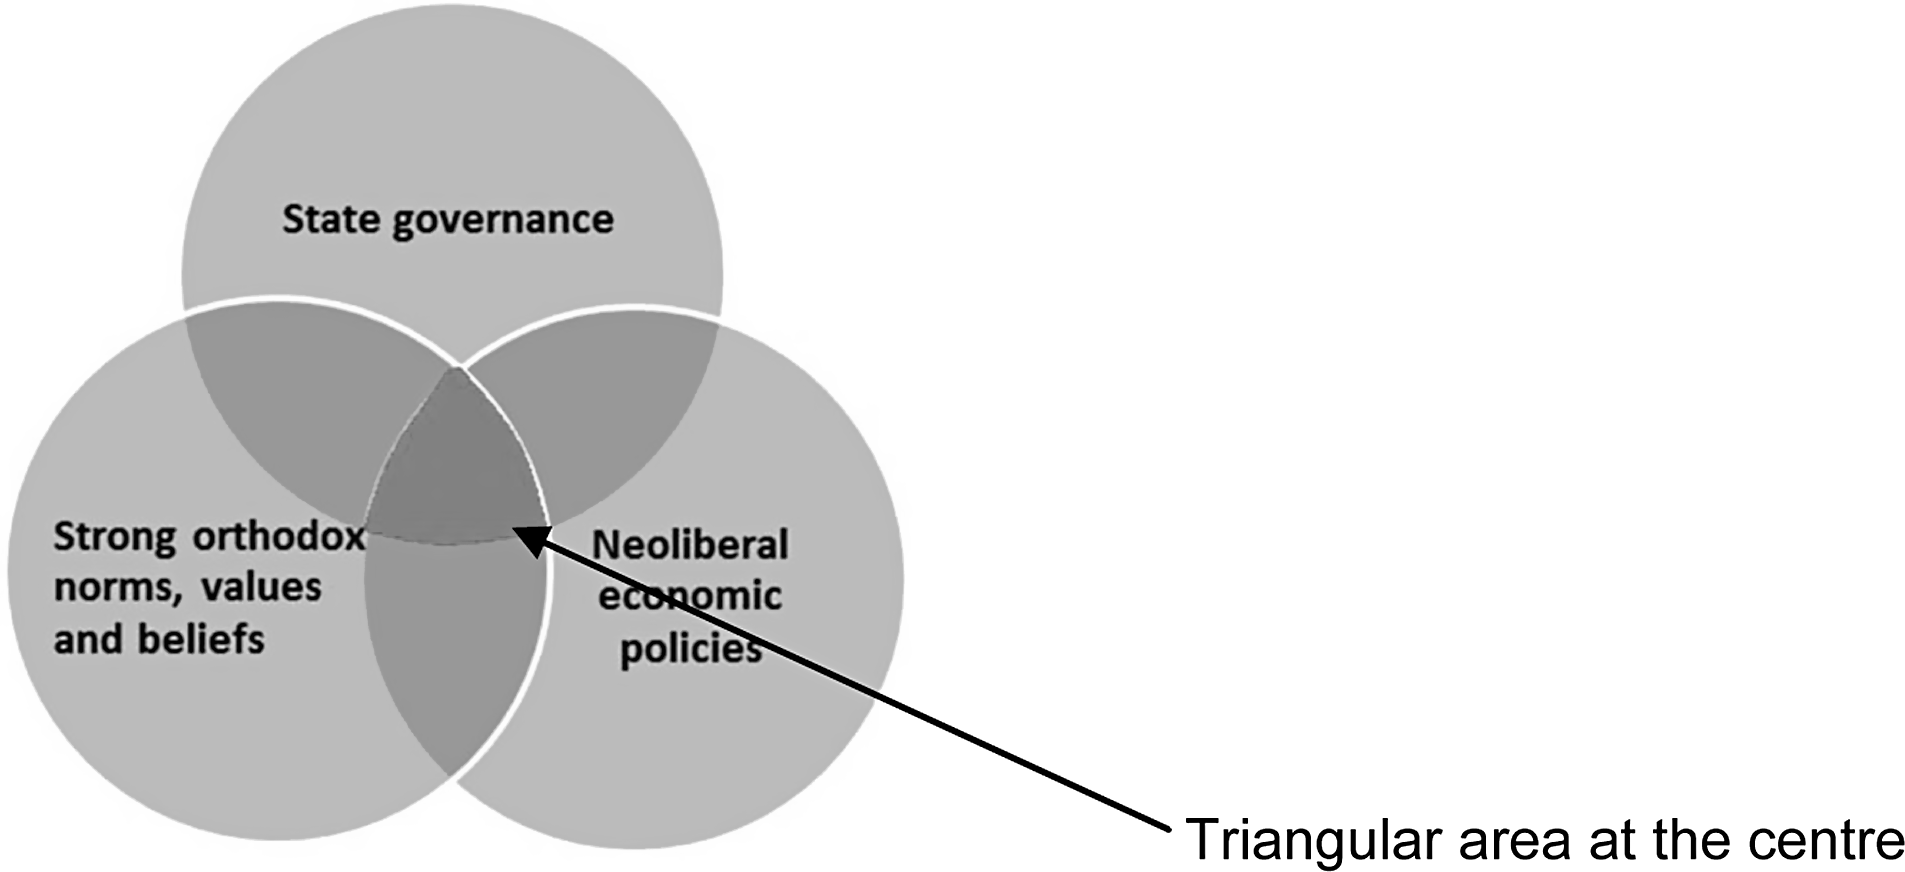 State governance
Strong orthodox
norms, values
and beliefs
Neoliberal
economic
policies
Triangular area at the centre